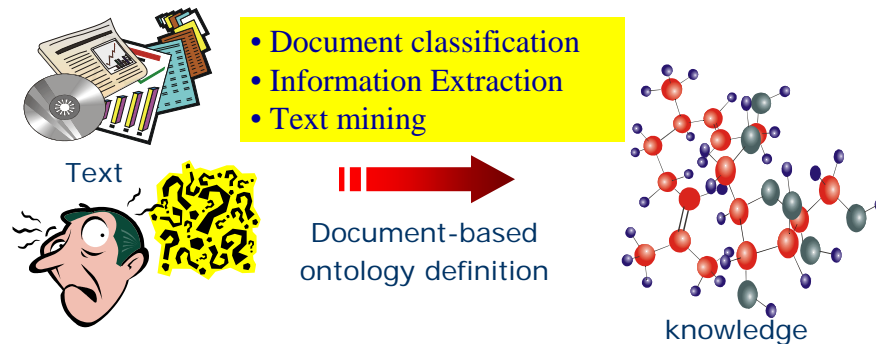 • Document classification
• Information Extraction
• Text mining
Text
Document-based
ontology definition
knowledge